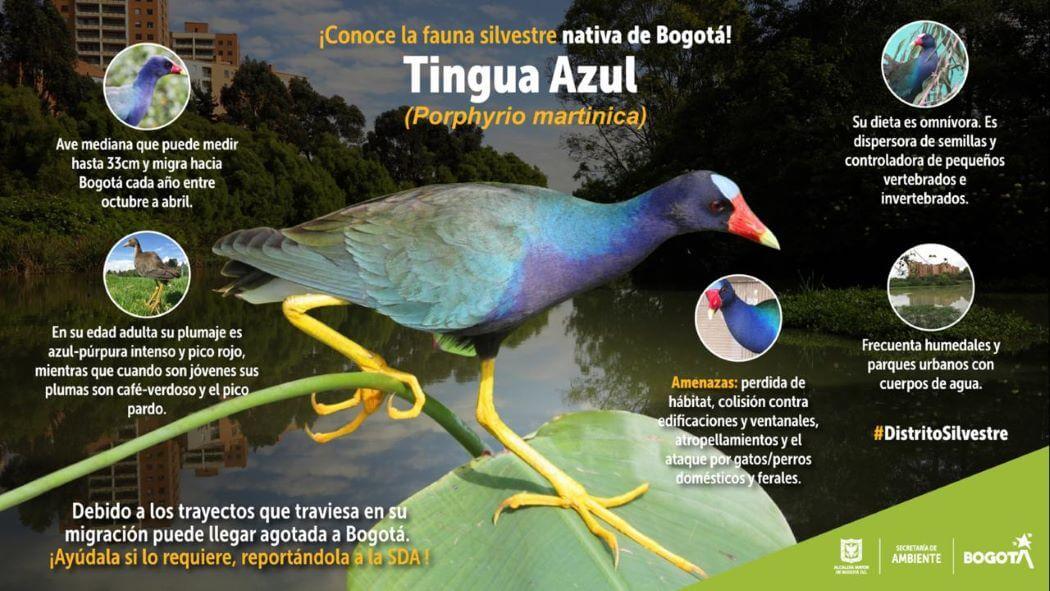 ¡Conoce la fauna silvestre nativa de Bogotá!
Tingua Azul
(Porphyrio martinica)
Ave mediana que puede medir
hasta 33cm y migra hacia
Bogotá cada año entre
octubre a abril.
En su edad adulta su plumaje es
azul-púrpura intenso y pico rojo,
mientras que cuando son jóvenes sus
plumas son café-verdoso y el pico
pardo.
Su dieta es omnívora. Es
dispersora de semillas y
controladora de pequeños
vertebrados e
invertebrados.
Frecuenta humedales y
parques urbanos con
cuerpos de agua.
Amenazas: perdida de
hábitat, colisión contra
edificaciones y ventanales,
atropellamientos y el
ataque por gatos/perros
domésticos y ferales.
#DistritoSilvestre
Debido a los trayectos que traviesa en su
migración puede llegar agotada a Bogotá.
¡Ayúdala si lo requiere, reportándola a la SDA !
ALCALDÍA MAYOR
DE BOGOTÁ D.C.
SECRETARÍA DE
AMBIENTE
BOGOTÁ